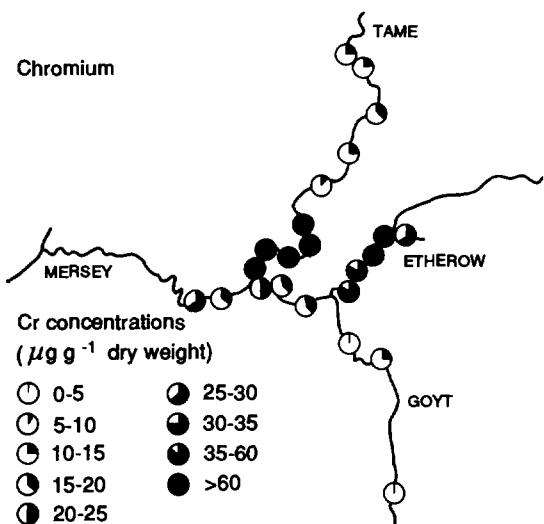 TAME
Chromium
MERSEY
ETHEROW
Cr concentrations
( μg g -1 dry weight)
0-5
25-30
5-10
30-35
10-15
35-60
15-20
>60
20-25
GOYT